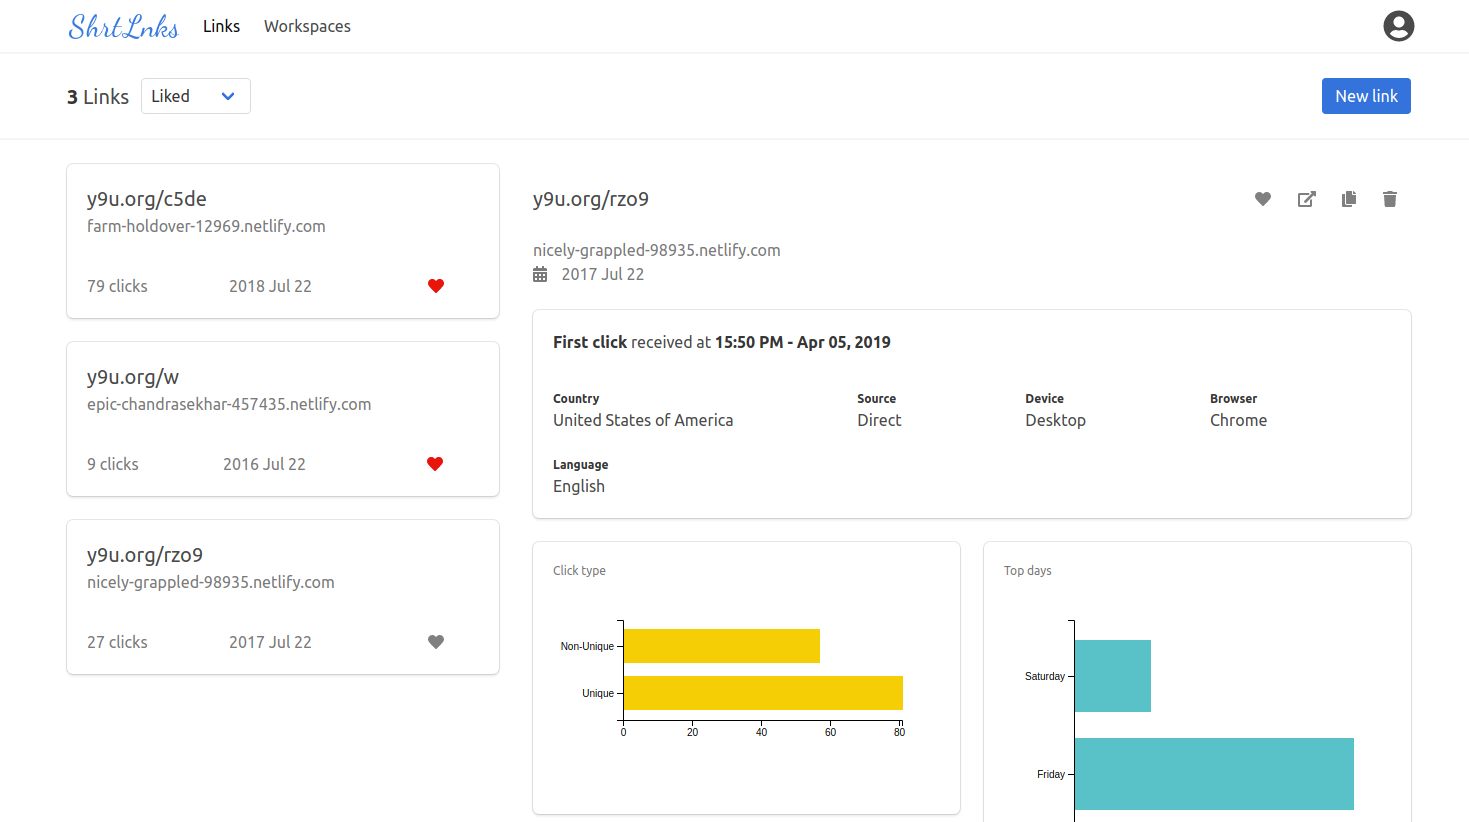 ShrtLnks Links Workspaces
3 Links Liked New link
y9u.org/c5de
farm-holdover-12969.netlify.com
79 clicks 2018 Jul 22
y9u.org/w
epic-chandrasekhar-457435.netlify.com
9 clicks 2016 Jul 22
y9u.org/rzo9
nicely-grappled-98935.netlify.com
27 clicks 2017 Jul 22
y9u.org/rzo9
nicely-grappled-98935.netlify.com
2017 Jul 22
First click received at 15:50 PM - Apr 05, 2019
Country Source Device Browser
United States of America Direct Desktop Chrome
Language
English
Click type
Non-Unique
Unique
0 20 40 60 80
Top days
Saturday
Friday